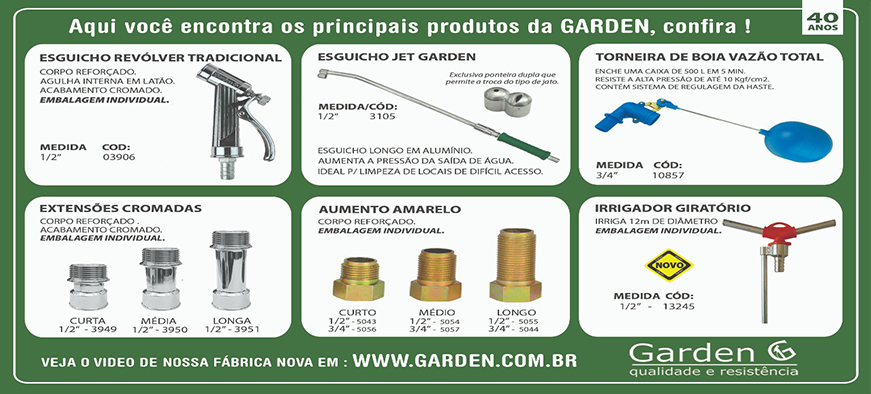 Aqui você encontra os principais produtos da GARDEN, confira !
40
ANOS
ESGUICHO REVÓLVER TRADICIONAL
CORPO REFORÇADO.
AGULHA INTERNA EM LATÃO.
ACABAMENTO CROMADO.
EMBALAGEM INDIVIDUAL.
MEDIDA COD:
1/2” 03906
ESGUICHO JET GARDEN
Exclusiva ponteira dupla que
permite a troca do tipo de jato.
MEDIDA/CÓD:
1/2” 3105
ESGUICHO LONGO EM ALUMÍNIO.
AUMENTA A PRESSÃO DA SAÍDA DE ÁGUA.
IDEAL P/ LIMPEZA DE LOCAIS DE DIFÍCIL ACESSO.
TORNEIRA DE BOIA VAZÃO TOTAL
ENCHE UMA CAIXA DE 500 L EM 5 MIN.
RESISTE A ALTA PRESSÃO DE ATÉ 10 Kgf/cm2.
CONTÉM SISTEMA DE REGULAGEM DA HASTE.
MEDIDA CÓD:
3/4” 10857
EXTENSÕES CROMADAS
CORPO REFORÇADO .
ACABAMENTO CROMADO.
EMBALAGEM INDIVIDUAL.
CURTA MÉDIA LONGA
1/2” - 3949 1/2” - 3950 1/2” - 3951
AUMENTO AMARELO
CORPO REFORÇADO.
EMBALAGEM INDIVIDUAL.
CURTO MÉDIO LONGO
1/2” - 5043 1/2” - 5054 1/2” - 5055
3/4” - 5056 3/4” - 5057 3/4” - 5044
IRRIGADOR GIRATÓRIO
IRRIGA 12m DE DIÂMETRO
EMBALAGEM INDIVIDUAL.
NOVO
MEDIDA CÓD:
1/2” - 13245
VEJA O VIDEO DE NOSSA FÁBRICA NOVA EM : WWW.GARDEN.COM.BR
Garden
qualidade e resistência